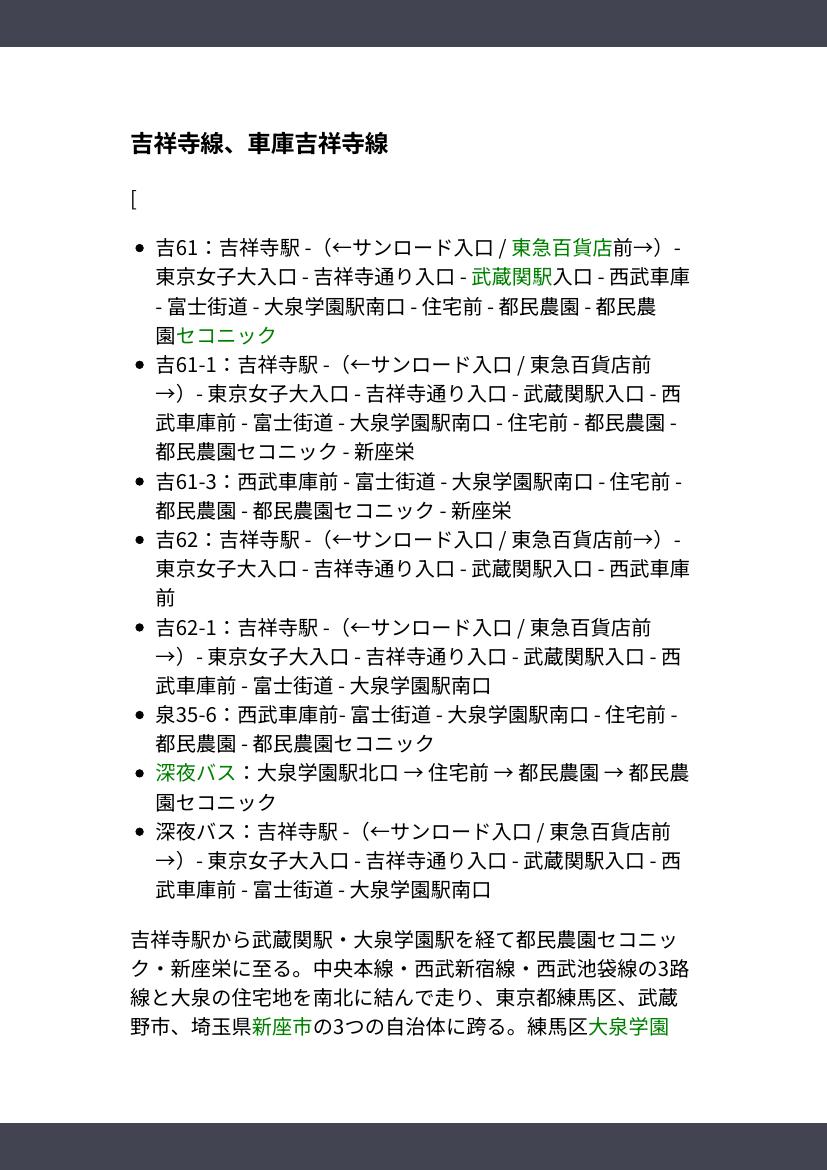 吉祥寺線、車庫吉祥寺線
[
• 吉61：吉祥寺駅 -（←サンロード入口 / 東急百貨店前→）-
東京女子大入口 - 吉祥寺通り入口 - 武蔵関駅入口 - 西武車庫
- 富士街道 - 大泉学園駅南口 - 住宅前 - 都民農園 - 都民農
園セコニック
• 吉61-1：吉祥寺駅 -（←サンロード入口 / 東急百貨店前
→）- 東京女子大入口 - 吉祥寺通り入口 - 武蔵関駅入口 - 西
武車庫前 - 富士街道 - 大泉学園駅南口 - 住宅前 - 都民農園 -
都民農園セコニック - 新座栄
• 吉61-3：西武車庫前 - 富士街道 - 大泉学園駅南口 - 住宅前 -
都民農園 - 都民農園セコニック - 新座栄
• 吉62：吉祥寺駅 -（←サンロード入口 / 東急百貨店前→）-
東京女子大入口 - 吉祥寺通り入口 - 武蔵関駅入口 - 西武車庫
前
• 吉62-1：吉祥寺駅 -（←サンロード入口 / 東急百貨店前
→）- 東京女子大入口 - 吉祥寺通り入口 - 武蔵関駅入口 - 西
武車庫前 - 富士街道 - 大泉学園駅南口
• 泉35-6：西武車庫前- 富士街道 - 大泉学園駅南口 - 住宅前 -
都民農園 - 都民農園セコニック
• 深夜バス：大泉学園駅北口 → 住宅前 → 都民農園 → 都民農
園セコニック
• 深夜バス：吉祥寺駅 -（←サンロード入口 / 東急百貨店前
→）- 東京女子大入口 - 吉祥寺通り入口 - 武蔵関駅入口 - 西
武車庫前 - 富士街道 - 大泉学園駅南口
吉祥寺駅から武蔵関駅・大泉学園駅を経て都民農園セコニッ
ク・新座栄に至る。中央本線・西武新宿線・西武池袋線の3路
線と大泉の住宅地を南北に結んで走り、東京都練馬区、武蔵
野市、埼玉県新座市の3つの自治体に跨る。練馬区大泉学園